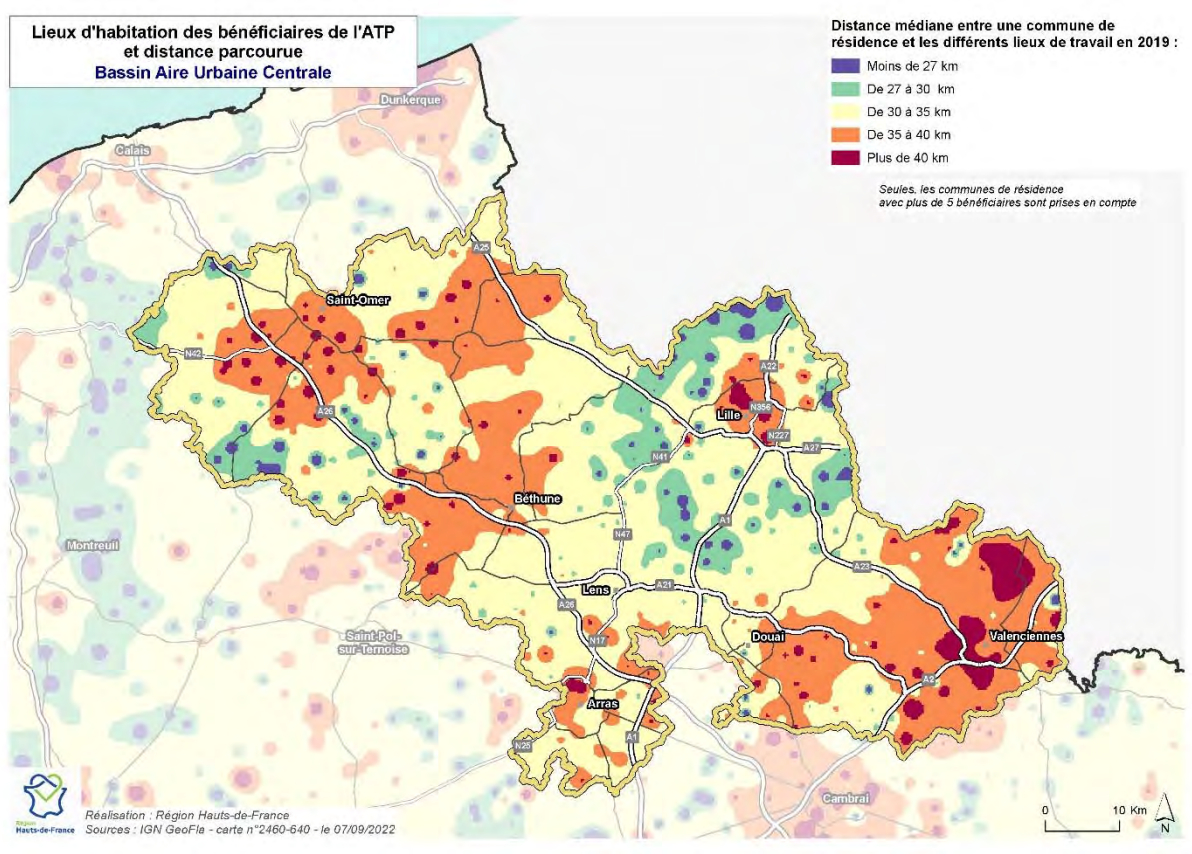 Lieux d'habitation des bénéficiaires de l'ATP
et distance parcourue
Bassin Aire Urbaine Centrale
Distance médiane entre une commune de
résidence et les différents lieux de travail en 2019 :
Moins de 27 km
De 27 à 30 km
De 30 à 35 km
De 35 à 40 km
Plus de 40 km
Seules, les communes de résidence
avec plus de 5 bénéficiaires sont prises en compte
Dunkerque
Calais
A25
Saint-Omer
N42
A26
A22
N356
Lille
N227
A27
N41
Béthune
A1
N47
Montreuil
A23
Lens
A21
A26
Saint-Pol-
sur-Ternoise
N17
Douai
Valenciennes
A2
Arras
N25
A1
Cambrai
Région
Hauts-de-France
Réalisation : Région Hauts-de-France
Sources : IGN GeoFla - carte n°2460-640 - le 07/09/2022
0 10 Km
N